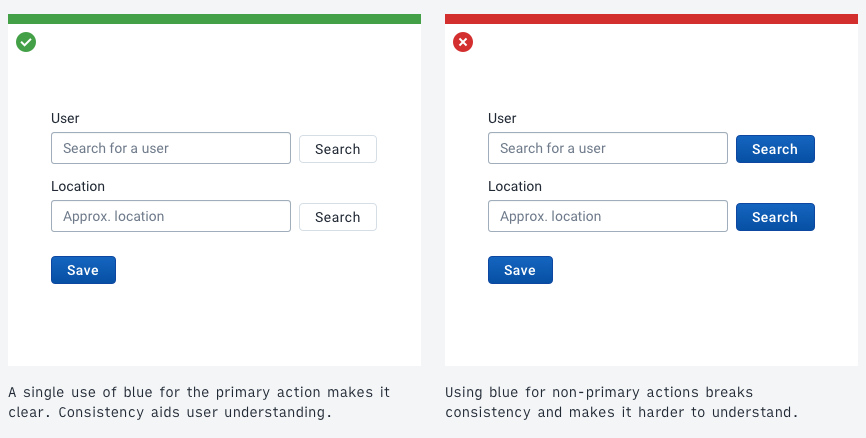 User
Search for a user
Search
Location
Approx. location
Search
Save
A single use of blue for the primary action makes it
clear. Consistency aids user understanding.
User
Search for a user
Search
Location
Approx. location
Search
Save
Using blue for non-primary actions breaks
consistency and makes it harder to understand.